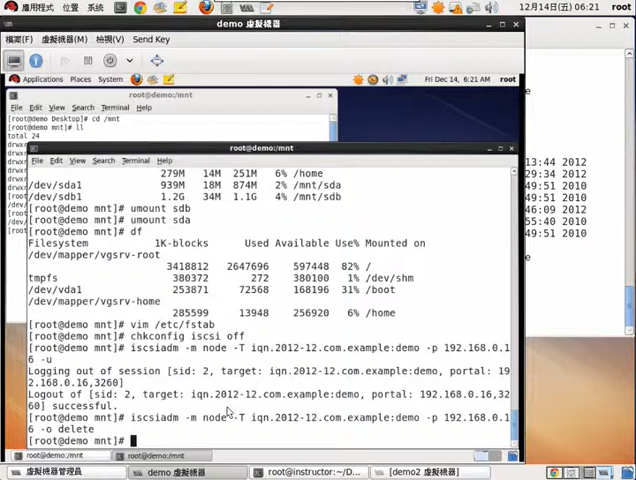 應用程式 位置 系統 12月14日(五) 06:21 root
demo 虛擬機器
檔案(F) 虛擬機器(M) 檢視(V) Send Key
Applications Places System Fri Dec 14, 6:21 AM root
root@demo:/mnt
File Edit View Search Terminal Help
[root@demo Desktop]# cd /mnt
[root@demo mnt]# ll
total 24
drwx
root@demo:/mnt
File Edit View Search Terminal Help
279M 14M 251M 6% /home
/dev/sda1 939M 18M 874M 2% /mnt/sda
/dev/sdb1 1.2G 34M 1.1G 4% /mnt/sdb
[root@demo mnt]# umount sdb
[root@demo mnt]# umount sda
[root@demo mnt]# df
Filesystem 1K-blocks Used Available Use% Mounted on
/dev/mapper/vgsrv-root
3418812 2647696 597448 82% /
tmpfs 380372 272 380100 1% /dev/shm
/dev/vda1 253871 72568 168196 31% /boot
/dev/mapper/vgsrv-home
285599 13948 256920 6% /home
[root@demo mnt]# vim /etc/fstab
[root@demo mnt]# chkconfig iscsi off
[root@demo mnt]# iscsiadm -m node -T iqn.2012-12.com.example:demo -p 192.168.0.1
6 -u
Logging out of session [sid: 2, target: iqn.2012-12.com.example:demo, portal: 19
2.168.0.16,3260]
Logout of [sid: 2, target: iqn.2012-12.com.example:demo, portal: 192.168.0.16,32
60] successful.
[root@demo mnt]# iscsiadm -m node -T iqn.2012-12.com.example:demo -p 192.168.0.1
6 -o delete
[root@demo mnt]#
13:44 2012
49:51 2010
49:51 2010
46:09 2012
49:51 2010
root@demo:/mnt root@demo:/mnt
虛擬機器管理員 demo 虛擬機器 root@instructor:~/D... [demo2 虛擬機器]